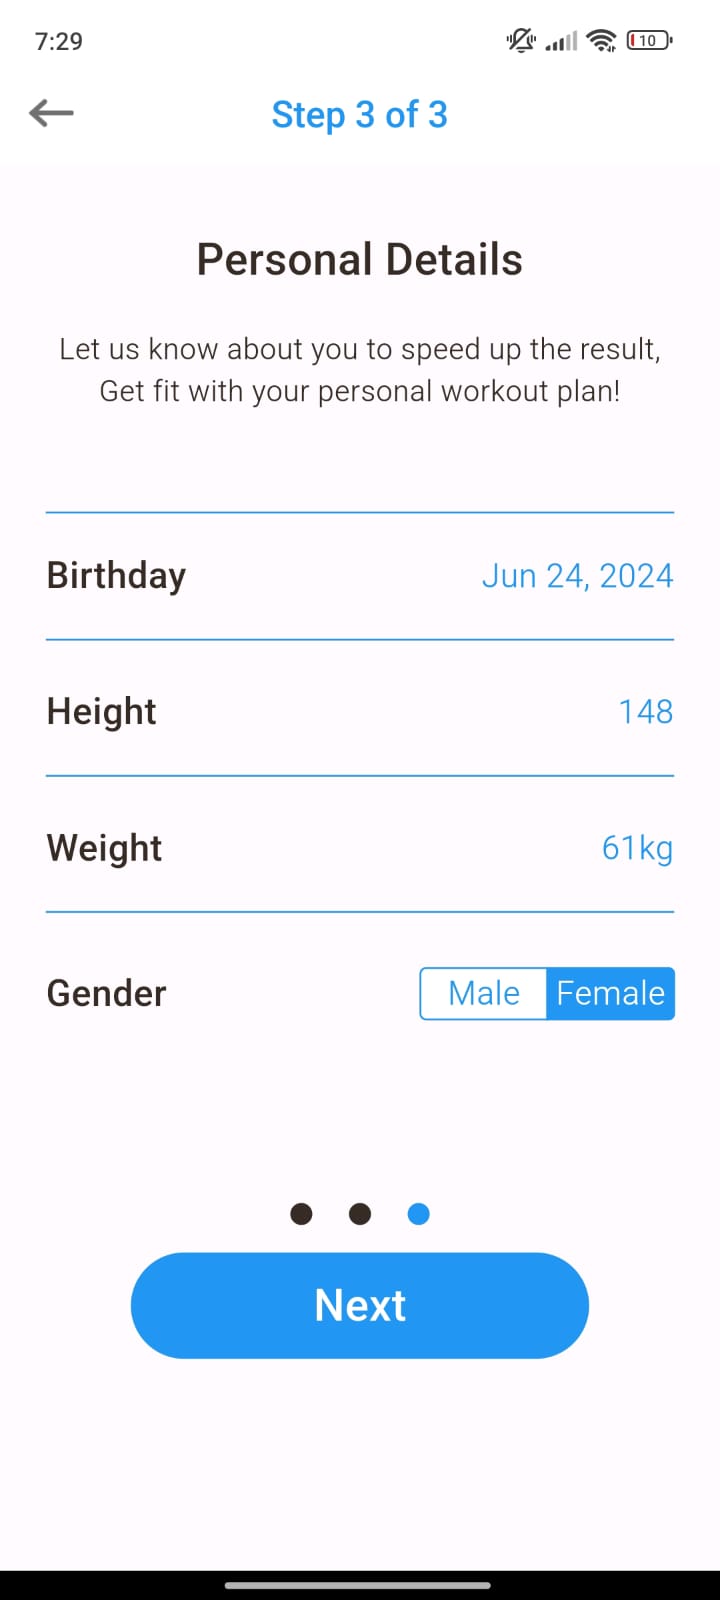 7:29
10
Step 3 of 3
Personal Details
Let us know about you to speed up the result,
Get fit with your personal workout plan!
Birthday Jun 24, 2024
Height 148
Weight 61kg
Gender Male Female
Next